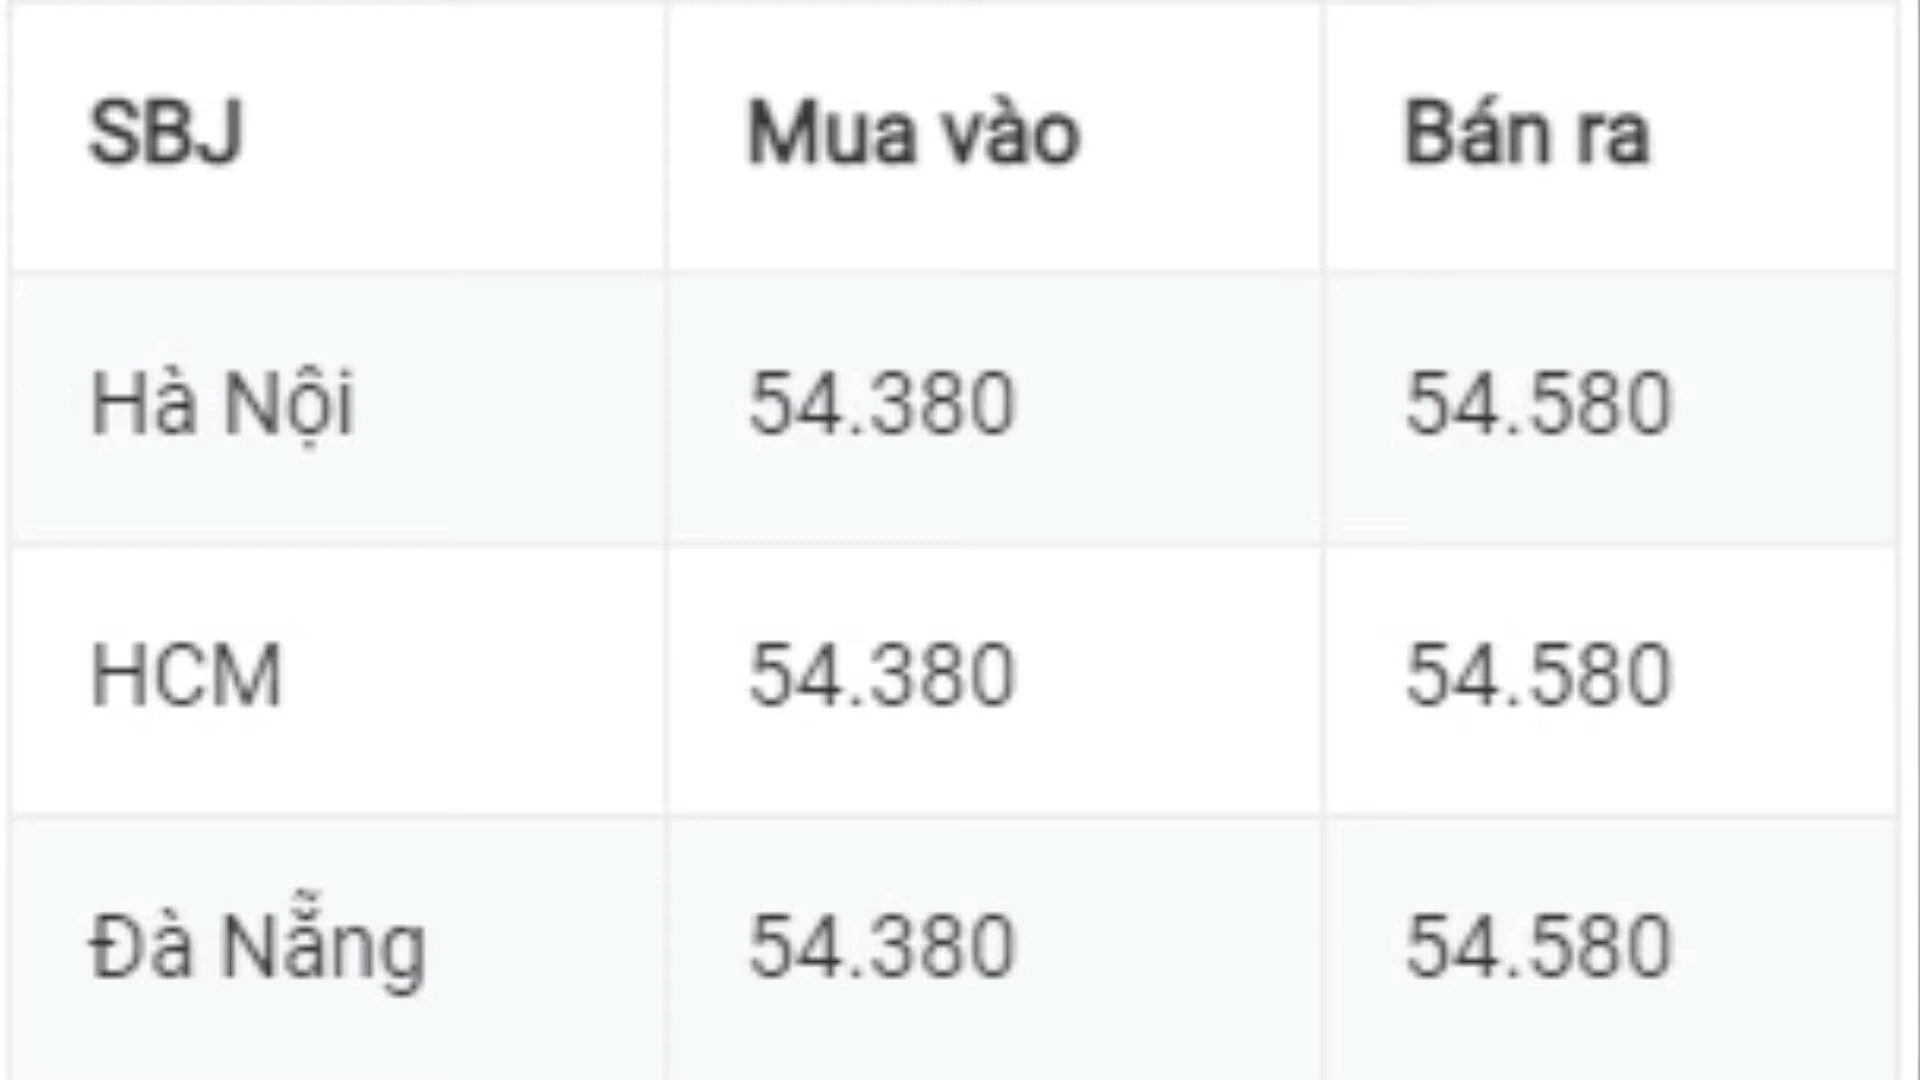 SBJ Mua vào Bán ra
Hà Nội 54.380 54.580
HCM 54.380 54.580
Đà Nẵng 54.380 54.580